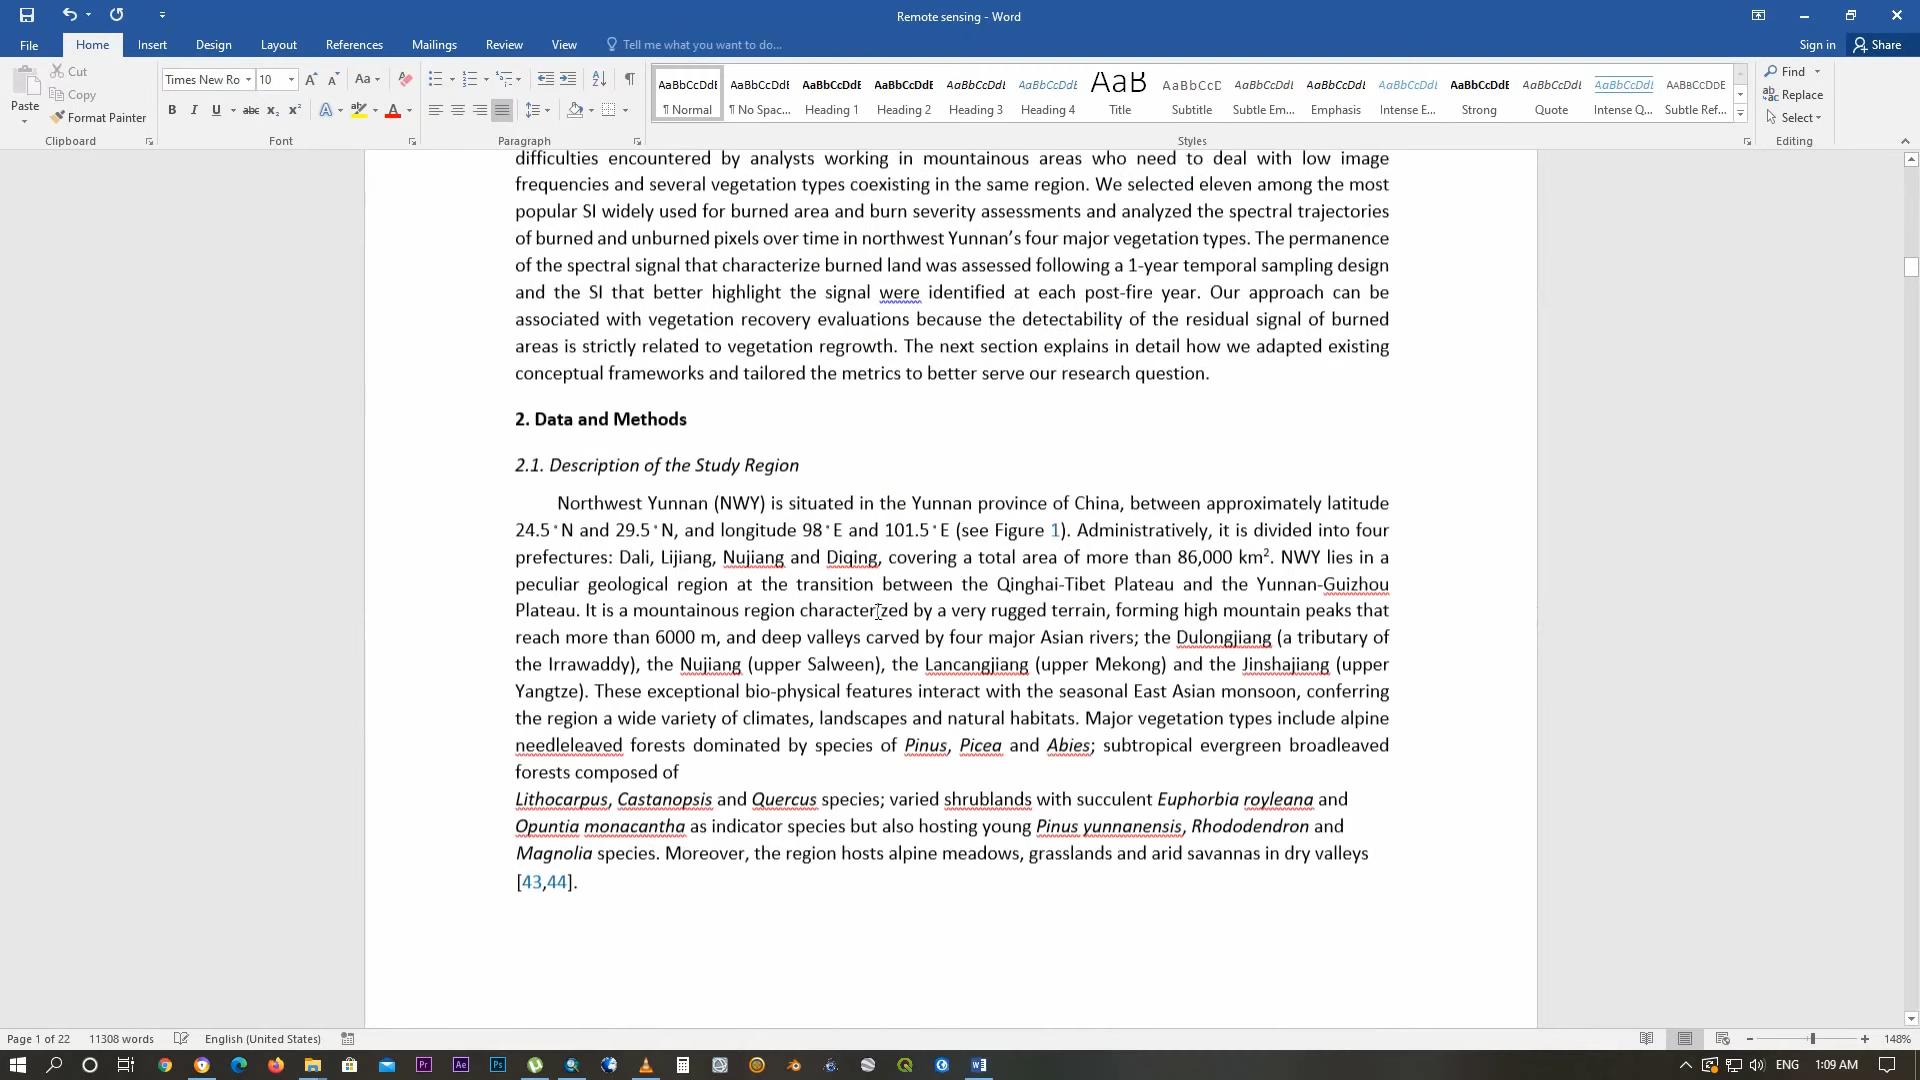 Remote sensing - Word
File Home Insert Design Layout References Mailings Review View Tell me what you want to do... Sign in Share
Paste
Cut
Copy
Format Painter
Clipboard
Times New Ro 10
Font
Paragraph
AaBbCcDdE AaBbCcDdE AaBbCcDdE AaBbCcDdE AaBbCcDdE AaBbCcDdE AaB AaBbCcD AaBbCcDdE AaBbCcDdE AaBbCcDdE AaBbCcDdE AaBbCcDdE AaBbCcDdE AABBCCDDE
¶ Normal ¶ No Spac... Heading 1 Heading 2 Heading 3 Heading 4 Title Subtitle Subtle Em... Emphasis Intense E... Strong Quote Intense Q... Subtle Ref...
Styles
Find
Replace
Select
Editing
difficulties encountered by analysts working in mountainous areas who need to deal with low image
frequencies and several vegetation types coexisting in the same region. We selected eleven among the most
popular SI widely used for burned area and burn severity assessments and analyzed the spectral trajectories
of burned and unburned pixels over time in northwest Yunnan’s four major vegetation types. The permanence
of the spectral signal that characterize burned land was assessed following a 1-year temporal sampling design
and the SI that better highlight the signal were identified at each post-fire year. Our approach can be
associated with vegetation recovery evaluations because the detectability of the residual signal of burned
areas is strictly related to vegetation regrowth. The next section explains in detail how we adapted existing
conceptual frameworks and tailored the metrics to better serve our research question.
2. Data and Methods
2.1. Description of the Study Region
Northwest Yunnan (NWY) is situated in the Yunnan province of China, between approximately latitude
24.5°N and 29.5°N, and longitude 98°E and 101.5°E (see Figure 1). Administratively, it is divided into four
prefectures: Dali, Lijiang, Nujiang and Diqing, covering a total area of more than 86,000 km². NWY lies in a
peculiar geological region at the transition between the Qinghai-Tibet Plateau and the Yunnan-Guizhou
Plateau. It is a mountainous region characterized by a very rugged terrain, forming high mountain peaks that
reach more than 6000 m, and deep valleys carved by four major Asian rivers; the Dulongjiang (a tributary of
the Irrawaddy), the Nujiang (upper Salween), the Lancangjiang (upper Mekong) and the Jinshajiang (upper
Yangtze). These exceptional bio-physical features interact with the seasonal East Asian monsoon, conferring
the region a wide variety of climates, landscapes and natural habitats. Major vegetation types include alpine
needleleaved forests dominated by species of Pinus, Picea and Abies; subtropical evergreen broadleaved
forests composed of
Lithocarpus, Castanopsis and Quercus species; varied shrublands with succulent Euphorbia royleana and
Opuntia monacantha as indicator species but also hosting young Pinus yunnanensis, Rhododendron and
Magnolia species. Moreover, the region hosts alpine meadows, grasslands and arid savannas in dry valleys
[43,44].
Page 1 of 22 11308 words English (United States) 148%
ENG 1:09 AM